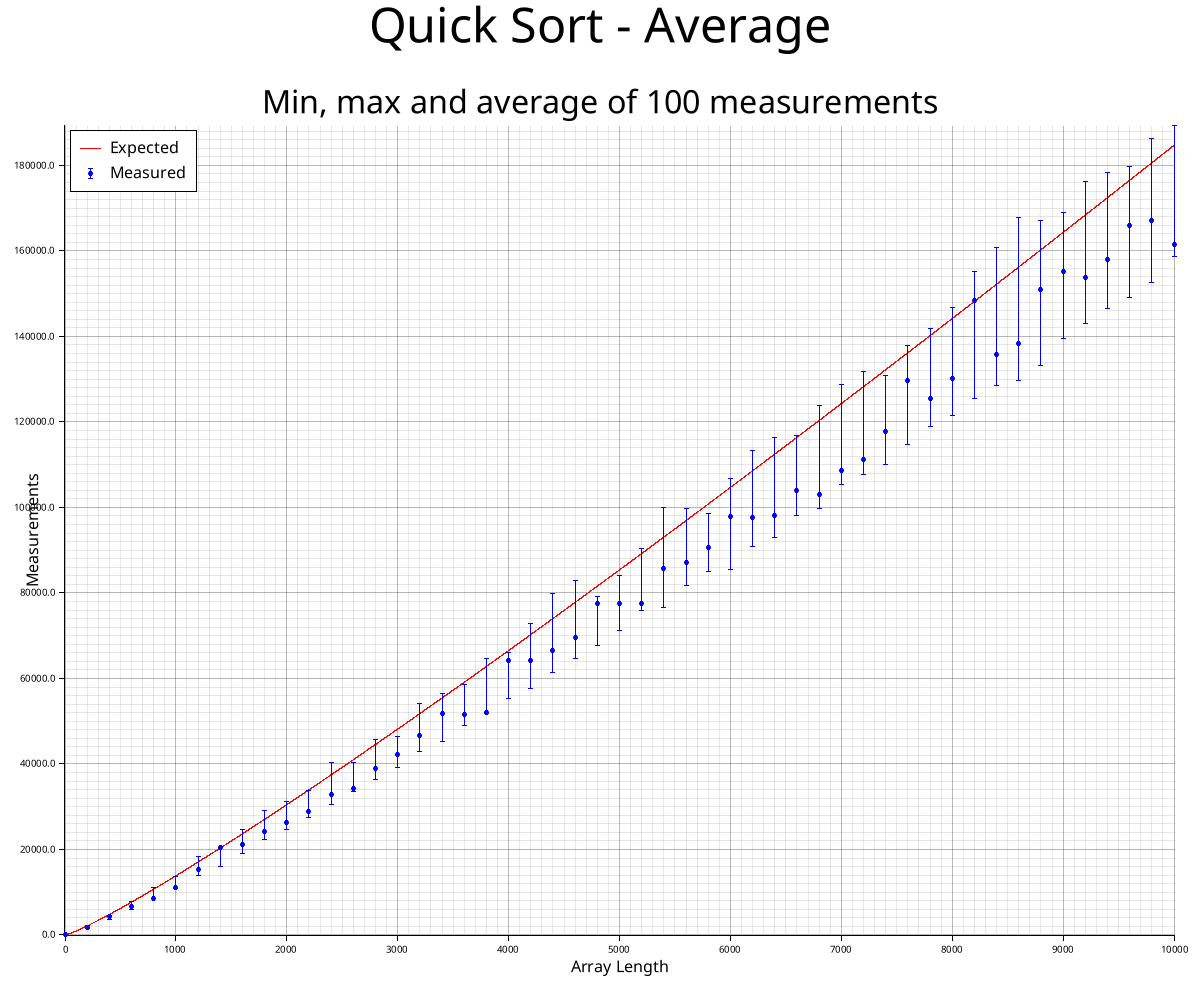 Quick Sort - Average
Min, max and average of 100 measurements
Expected
Measured
180000.0
160000.0
140000.0
120000.0
100000.0
80000.0
60000.0
40000.0
20000.0
0.0
Measurements
0 1000 2000 3000 4000 5000 6000 7000 8000 9000 10000
Array Length